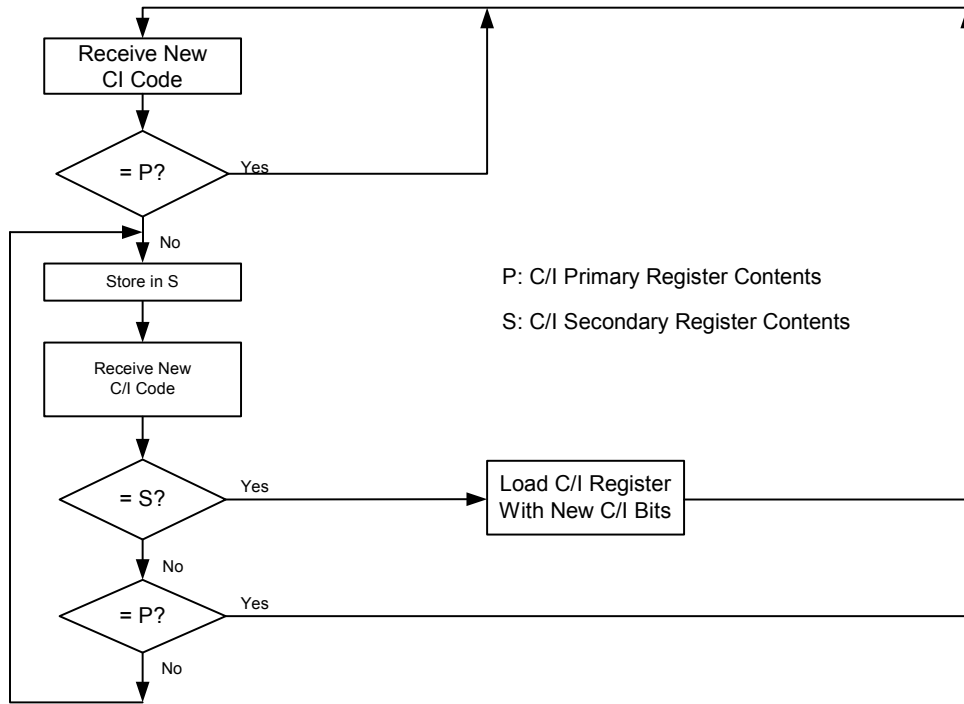 Receive New
CI Code
= P?
Yes
No
Store in S
P: C/I Primary Register Contents
S: C/I Secondary Register Contents
Receive New
C/I Code
= S?
Yes
Load C/I Register
With New C/I Bits
No
= P?
Yes
No